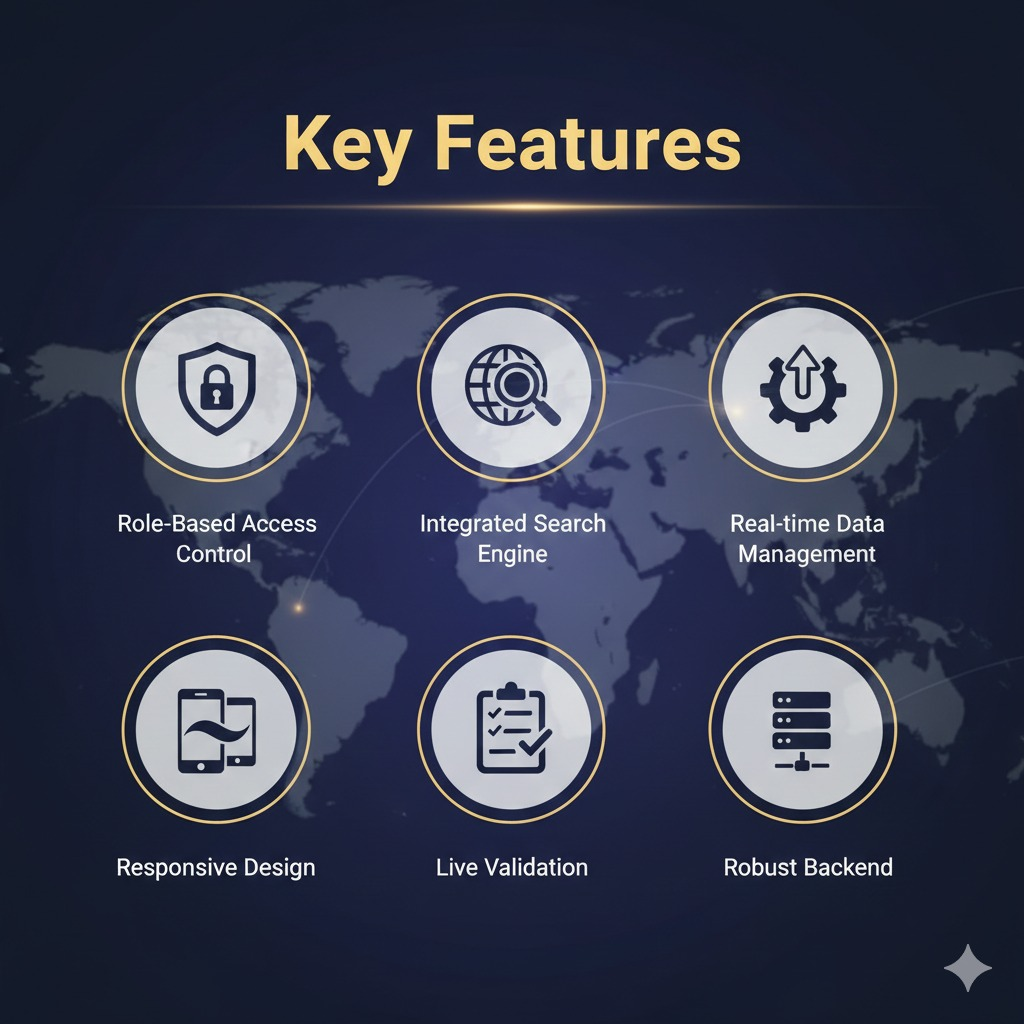 Key Features
Role-Based Access
Control
Integrated Search
Engine
Real-time Data
Management
Responsive Design
Live Validation
Robust Backend